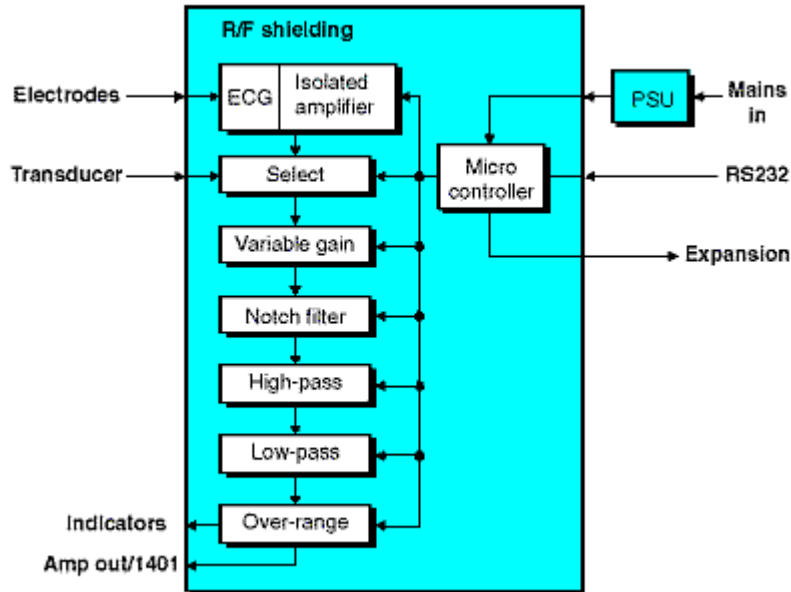 R/F shielding
Electrodes
ECG
Isolated
amplifier
PSU
Mains
in
Transducer
Select
Micro
controller
RS232
Variable gain
Expansion
Notch filter
High-pass
Low-pass
Indicators
Over-range
Amp out/1401